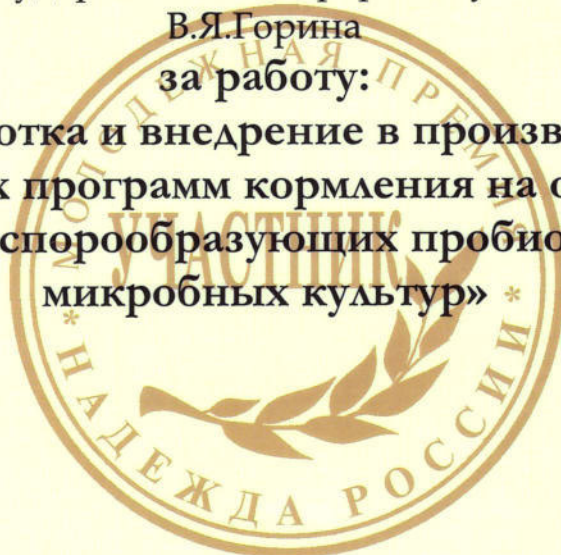 В.Я.Горина
за работу:
отка и внедрение в произв
х программ кормления на о
спорообразующих пробио
микробных культур»
* МОЛОДЕЖНАЯ ПРЕМИЯ *
УЧАСТНИК
НАДЕЖДА РОССИИ